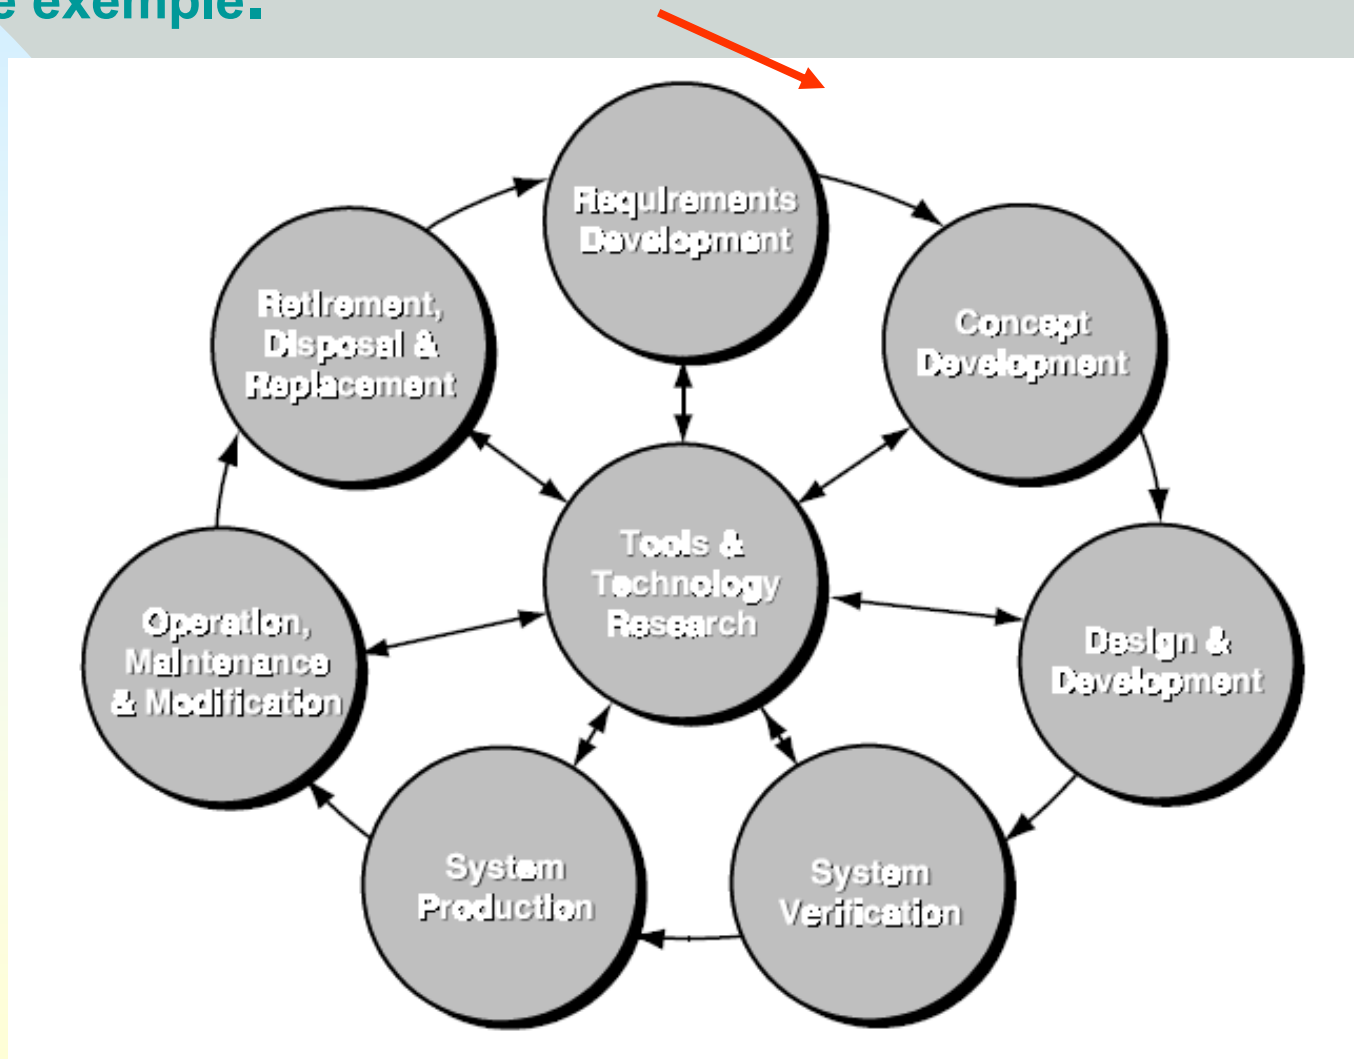 e exemple.
Requirements
Development
Concept
Development
Design &
Development
System
Verification
System
Production
Operation,
Maintenance
& Modification
Retirement,
Disposal &
Replacement
Tools &
Technology
Research